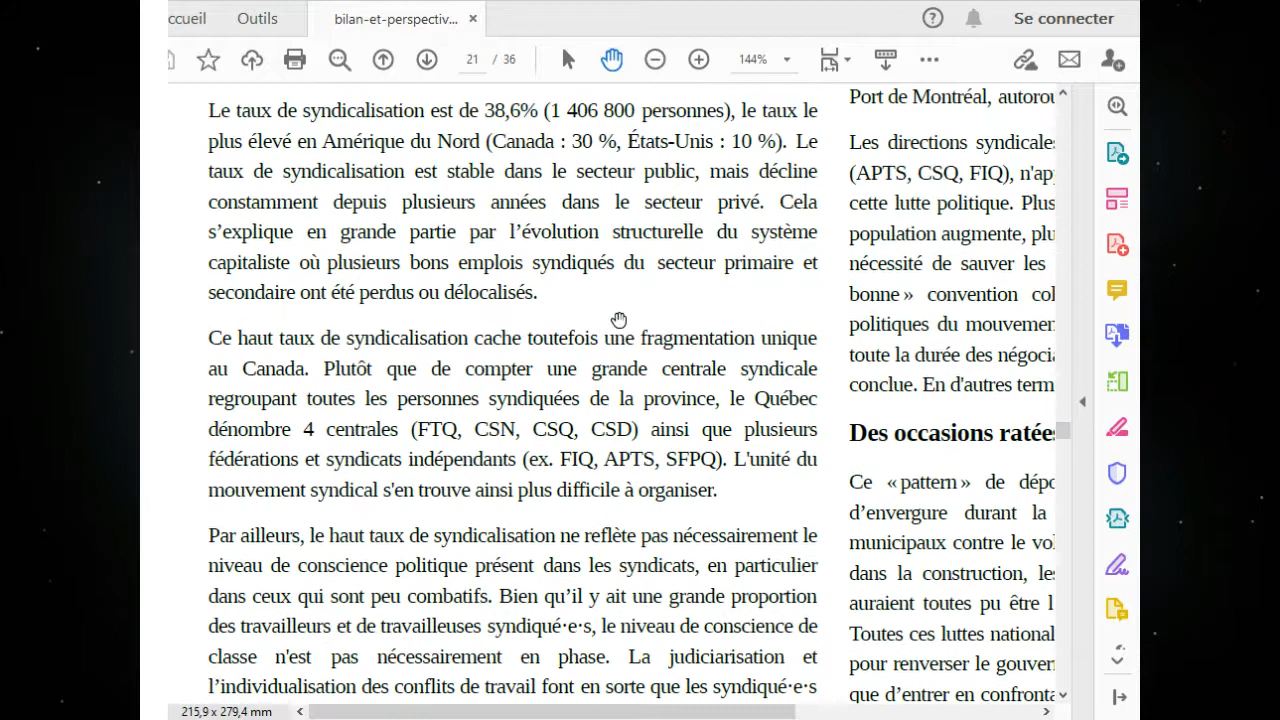 ccueil
Outils
bilan-et-perspectiv... ×
Se connecter
21 / 36
144%
Le taux de syndicalisation est de 38,6% (1 406 800 personnes), le taux le
plus élevé en Amérique du Nord (Canada : 30 %, États-Unis : 10 %). Le
taux de syndicalisation est stable dans le secteur public, mais décline
constamment depuis plusieurs années dans le secteur privé. Cela
s’explique en grande partie par l’évolution structurelle du système
capitaliste où plusieurs bons emplois syndiqués du secteur primaire et
secondaire ont été perdus ou délocalisés.
Ce haut taux de syndicalisation cache toutefois une fragmentation unique
au Canada. Plutôt que de compter une grande centrale syndicale
regroupant toutes les personnes syndiquées de la province, le Québec
dénombre 4 centrales (FTQ, CSN, CSQ, CSD) ainsi que plusieurs
fédérations et syndicats indépendants (ex. FIQ, APTS, SFPQ). L'unité du
mouvement syndical s'en trouve ainsi plus difficile à organiser.
Par ailleurs, le haut taux de syndicalisation ne reflète pas nécessairement le
niveau de conscience politique présent dans les syndicats, en particulier
dans ceux qui sont peu combatifs. Bien qu’il y ait une grande proportion
des travailleurs et de travailleuses syndiqué·e·s, le niveau de conscience de
classe n'est pas nécessairement en phase. La judiciarisation et
l’individualisation des conflits de travail font en sorte que les syndiqué·e·s
Port de Montréal, autorou
Les directions syndicales
(APTS, CSQ, FIQ), n'ap
cette lutte politique. Plus
population augmente, plu
nécessité de sauver les
bonne » convention col
politiques du mouvemen
toute la durée des négocia
conclue. En d'autres term
Des occasions ratées
Ce « pattern » de dépo
d’envergure durant la
municipaux contre le vol
dans la construction, les
auraient toutes pu être l
Toutes ces luttes national
pour renverser le gouvern
que d’entrer en confronta
215,9 x 279,4 mm